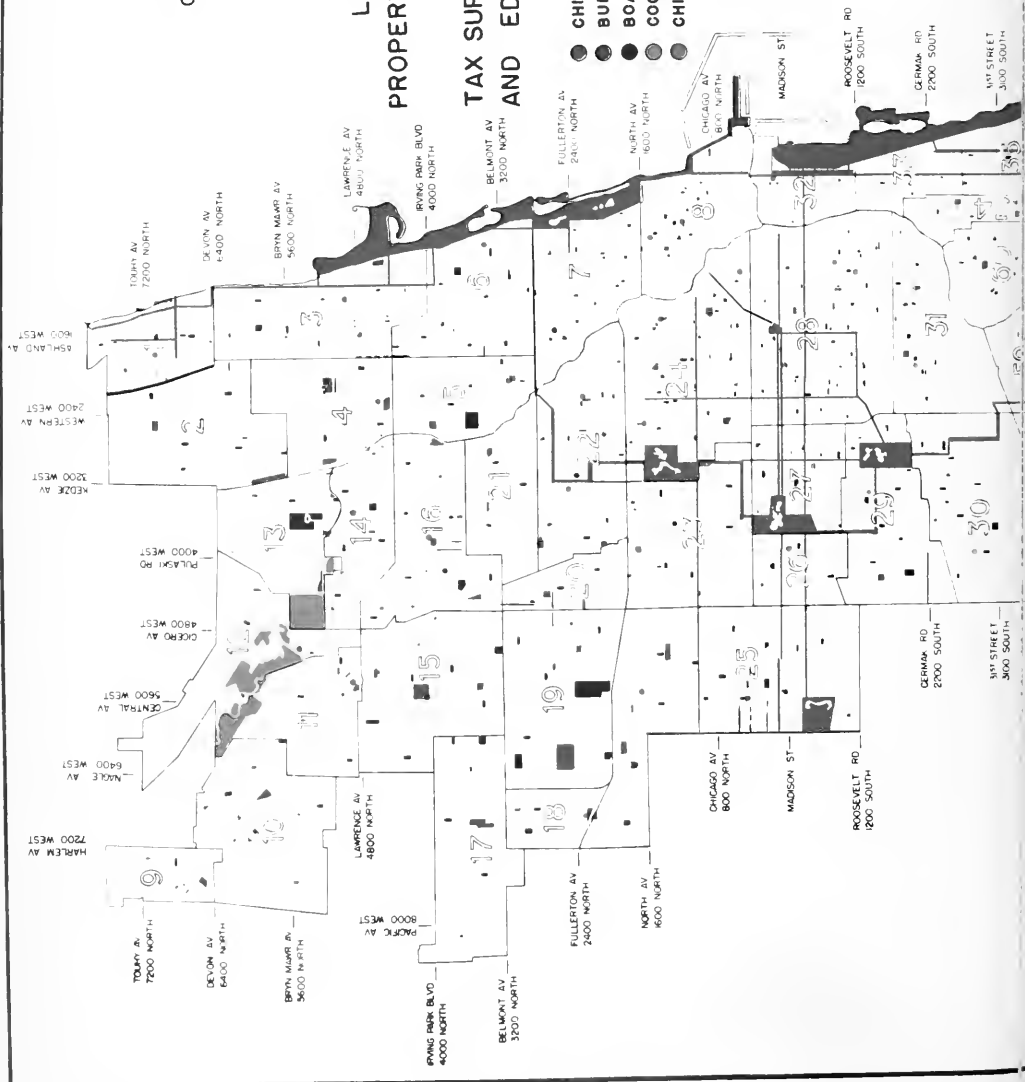 L
PROPER
TAX SUR
AND ED
CHI
BUI
BOA
COO
CHI
ASHLAND AV
1600 WEST
WESTERN AV
2400 WEST
KEDZIE AV
3200 WEST
PULASKI RD
4000 WEST
CICERO AV
4800 WEST
CENTRAL AV
5600 WEST
NAGLE AV
6400 WEST
HARLEM AV
7200 WEST
PACIFIC AV
8000 WEST
TOUHY AV
7200 NORTH
DEVON AV
6400 NORTH
BRYN MAWR AV
5600 NORTH
LAWRENCE AV
4800 NORTH
IRVING PARK BLVD
4000 NORTH
BELMONT AV
3200 NORTH
FULLERTON AV
2400 NORTH
NORTH AV
1600 NORTH
CHICAGO AV
800 NORTH
MADISON ST
ROOSEVELT RD
1200 SOUTH
CERMAK RD
2200 SOUTH
31ST STREET
3100 SOUTH
TOUHY AV
7200 NORTH
DEVON AV
6400 NORTH
BRYN MAWR AV
5600 NORTH
LAWRENCE AV
4800 NORTH
IRVING PARK BLVD
4000 NORTH
BELMONT AV
3200 NORTH
FULLERTON AV
2400 NORTH
NORTH AV
1600 NORTH
CHICAGO AV
800 NORTH
MADISON ST
ROOSEVELT RD
1200 SOUTH
CERMAK RD
2200 SOUTH
31ST STREET
3100 SOUTH
2
3
4
6
7
8
9
10
11
12
13
14
15
16
17
18
19
20
21
22
24
25
26
27
28
29
30
31
32